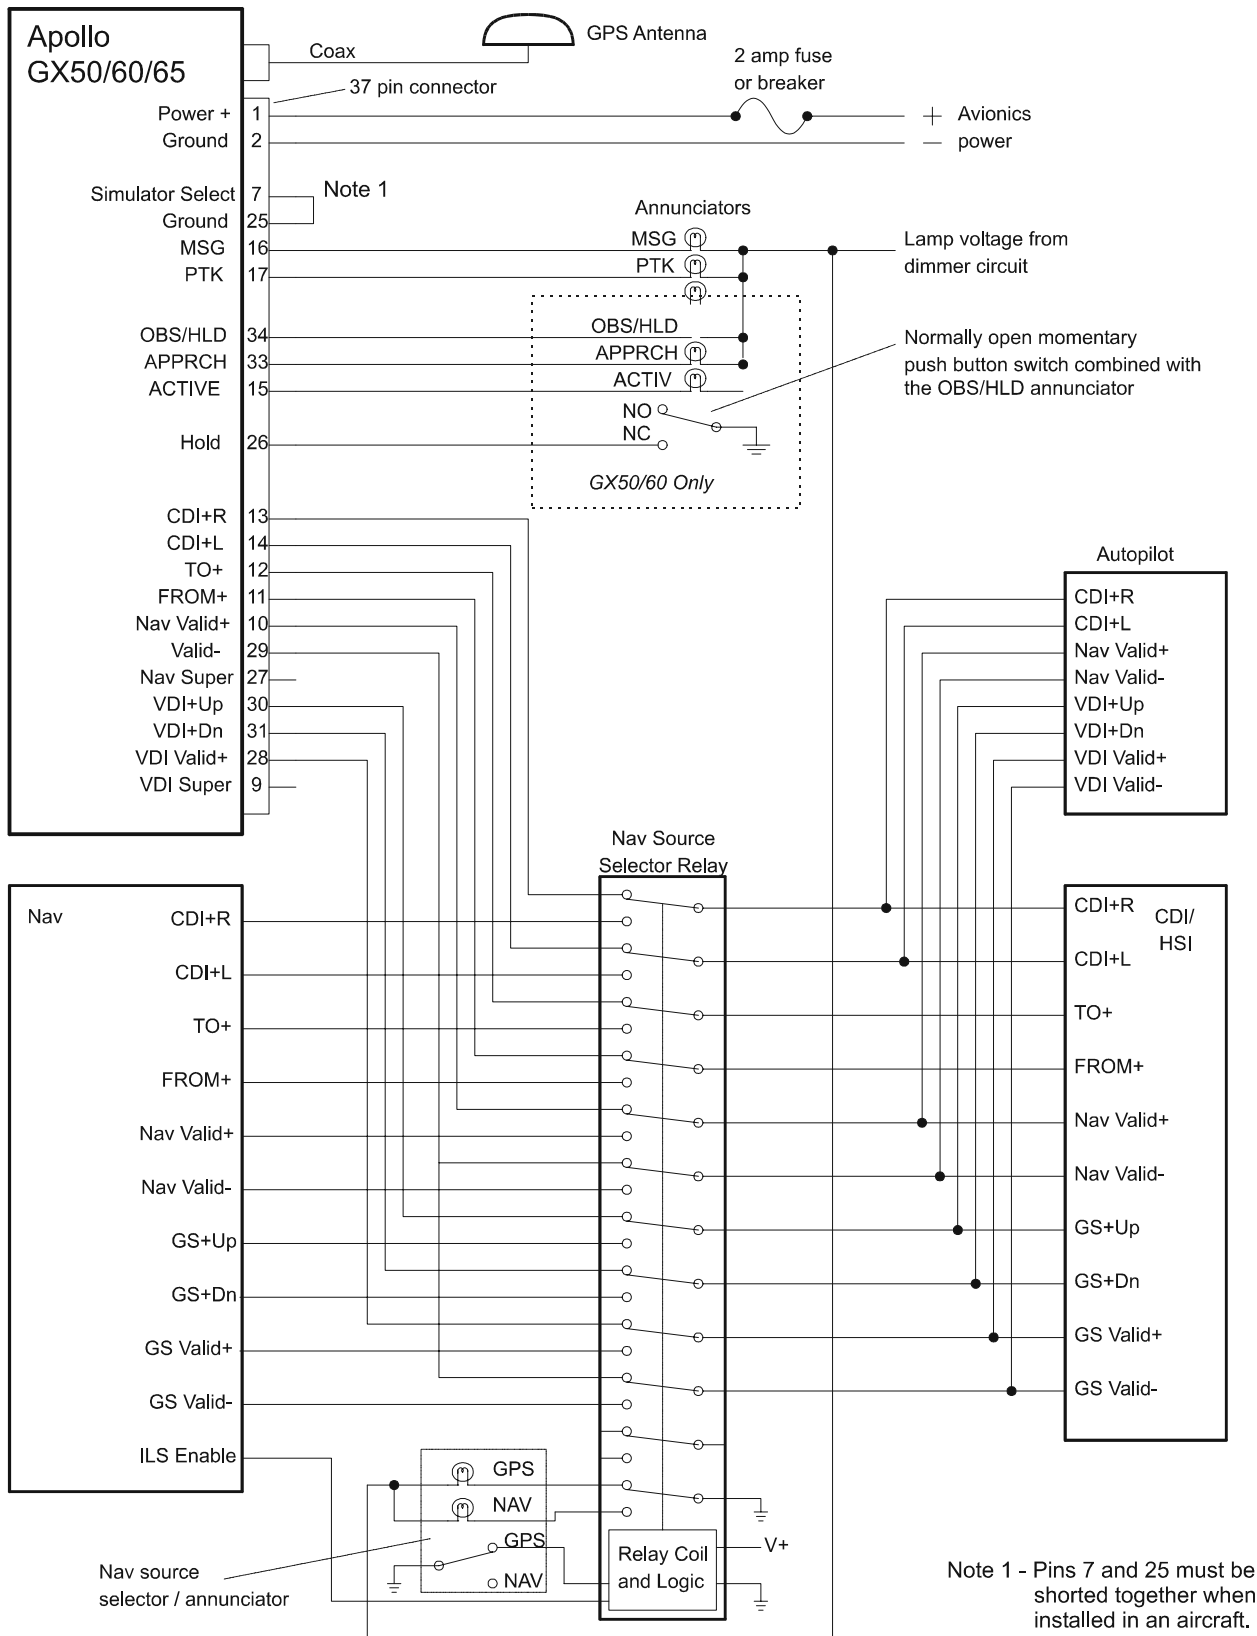 Apollo
GX50/60/65
Coax
GPS Antenna
37 pin connector
2 amp fuse
or breaker
Power + 1
+ Avionics
Ground 2
— power
Simulator Select 7
Note 1
Ground 25
MSG 16
PTK 17
Annunciators
MSG
PTK
Lamp voltage from
dimmer circuit
OBS/HLD 34
APPRCH 33
ACTIVE 15
Hold 26
OBS/HLD
APPRCH
ACTIV
NO
NC
GX50/60 Only
Normally open momentary
push button switch combined with
the OBS/HLD annunciator
CDI+R 13
CDI+L 14
TO+ 12
FROM+ 11
Nav Valid+ 10
Valid- 29
Nav Super 27
VDI+Up 30
VDI+Dn 31
VDI Valid+ 28
VDI Super 9
Autopilot
CDI+R
CDI+L
Nav Valid+
Nav Valid-
VDI+Up
VDI+Dn
VDI Valid+
VDI Valid-
Nav Source
Selector Relay
Nav
CDI+R
CDI+L
TO+
FROM+
Nav Valid+
Nav Valid-
GS+Up
GS+Dn
GS Valid+
GS Valid-
ILS Enable
CDI/
HSI
CDI+R
CDI+L
TO+
FROM+
Nav Valid+
Nav Valid-
GS+Up
GS+Dn
GS Valid+
GS Valid-
GPS
NAV
GPS
NAV
Nav source
selector / annunciator
Relay Coil
and Logic
V+
Note 1 - Pins 7 and 25 must be
shorted together when
installed in an aircraft.